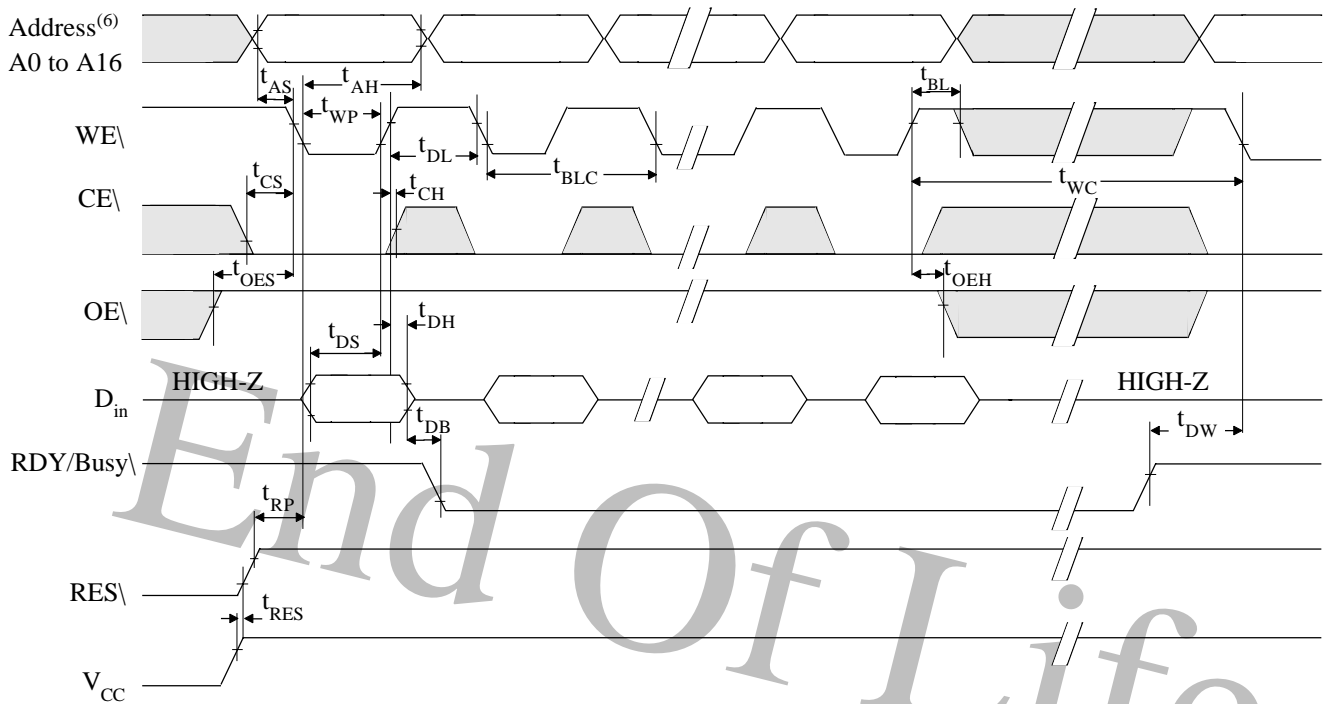 Address(6)
A0 to A16
tAS
tAH
tBL
WE\
tWP
tDL
tBLC
tWC
tCS
tCH
CE\
tOES
tOEH
OE\
tDS
tDH
HIGH-Z
HIGH-Z
Din
tDB
tDW
RDY/Busy\
tRP
RES\
tRES
VCC
End Of Life